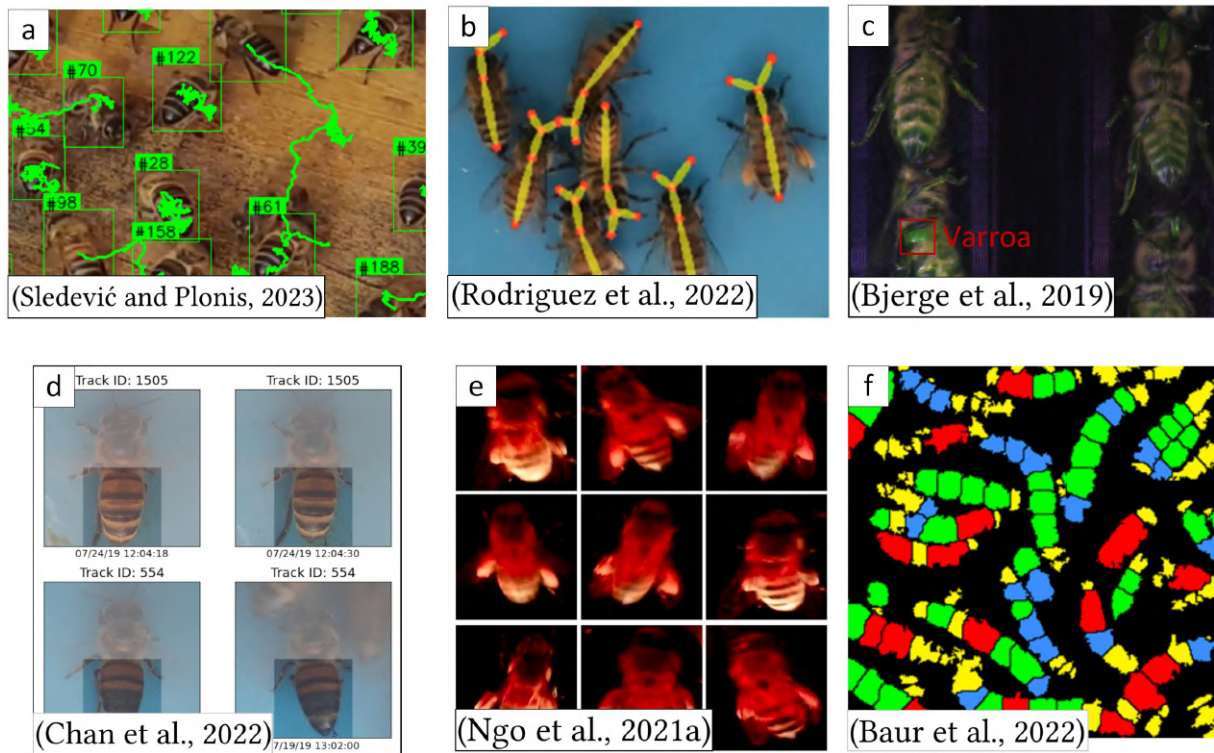 a
#122
#70
#54
#28
#39
#98
#61
#158
#188
(Sledević and Plonis, 2023)
b
(Rodriguez et al., 2022)
c
Varroa
(Bjerge et al., 2019)
d
Track ID: 1505
Track ID: 1505
07/24/19 12:04:18
07/24/19 12:04:30
Track ID: 554
Track ID: 554
7/19/19 13:02:00
(Chan et al., 2022)
e
(Ngo et al., 2021a)
f
(Baur et al., 2022)